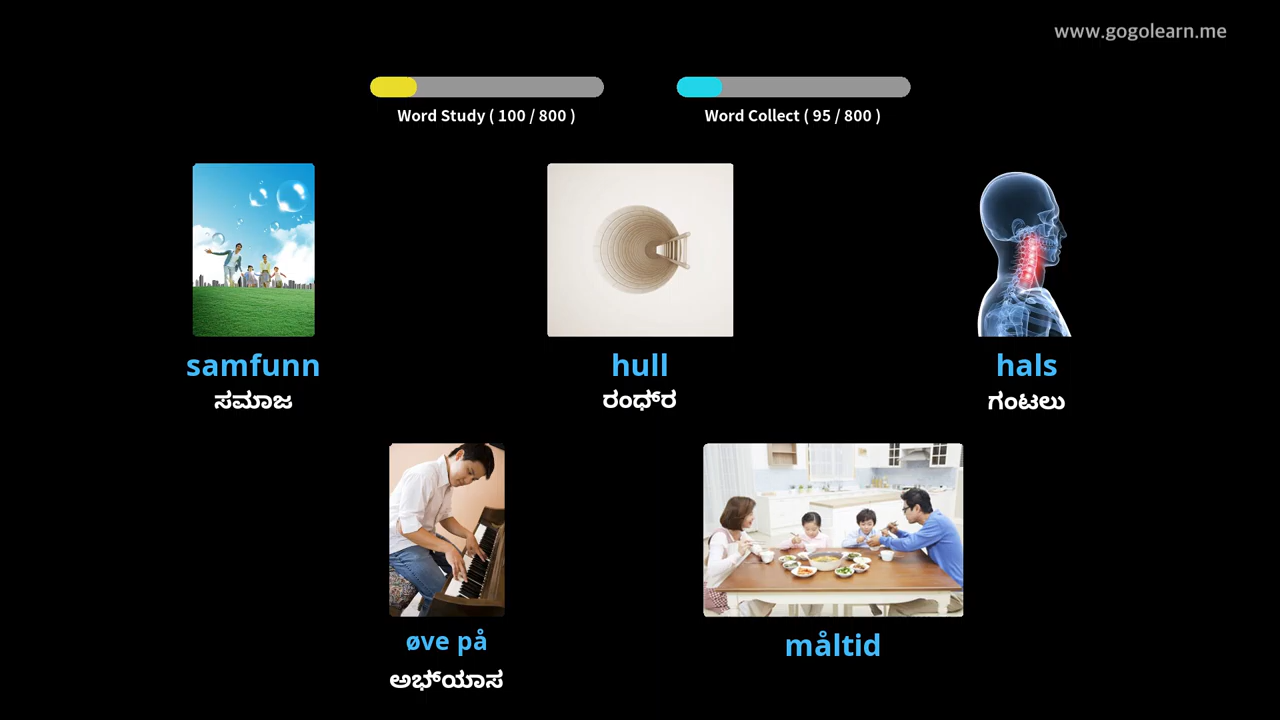 www.gogolearn.me
Word Study ( 100 / 800 )
Word Collect ( 95 / 800 )
samfunn
ಸಮಾಜ
hull
ರಂಧ್ರ
hals
ಗಂಟಲು
øve på
ಅಭ್ಯಾಸ
måltid